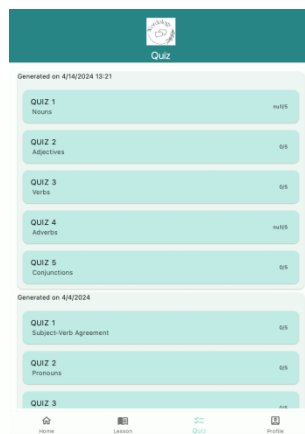 Quiz
Generated on 4/14/2024 13:21
QUIZ 1
Nouns
null/5
QUIZ 2
Adjectives
0/5
QUIZ 3
Verbs
0/5
QUIZ 4
Adverbs
null/5
QUIZ 5
Conjunctions
0/5
Generated on 4/4/2024
QUIZ 1
Subject-Verb Agreement
0/5
QUIZ 2
Pronouns
0/5
QUIZ 3
Home
Lesson
Quiz
Profile